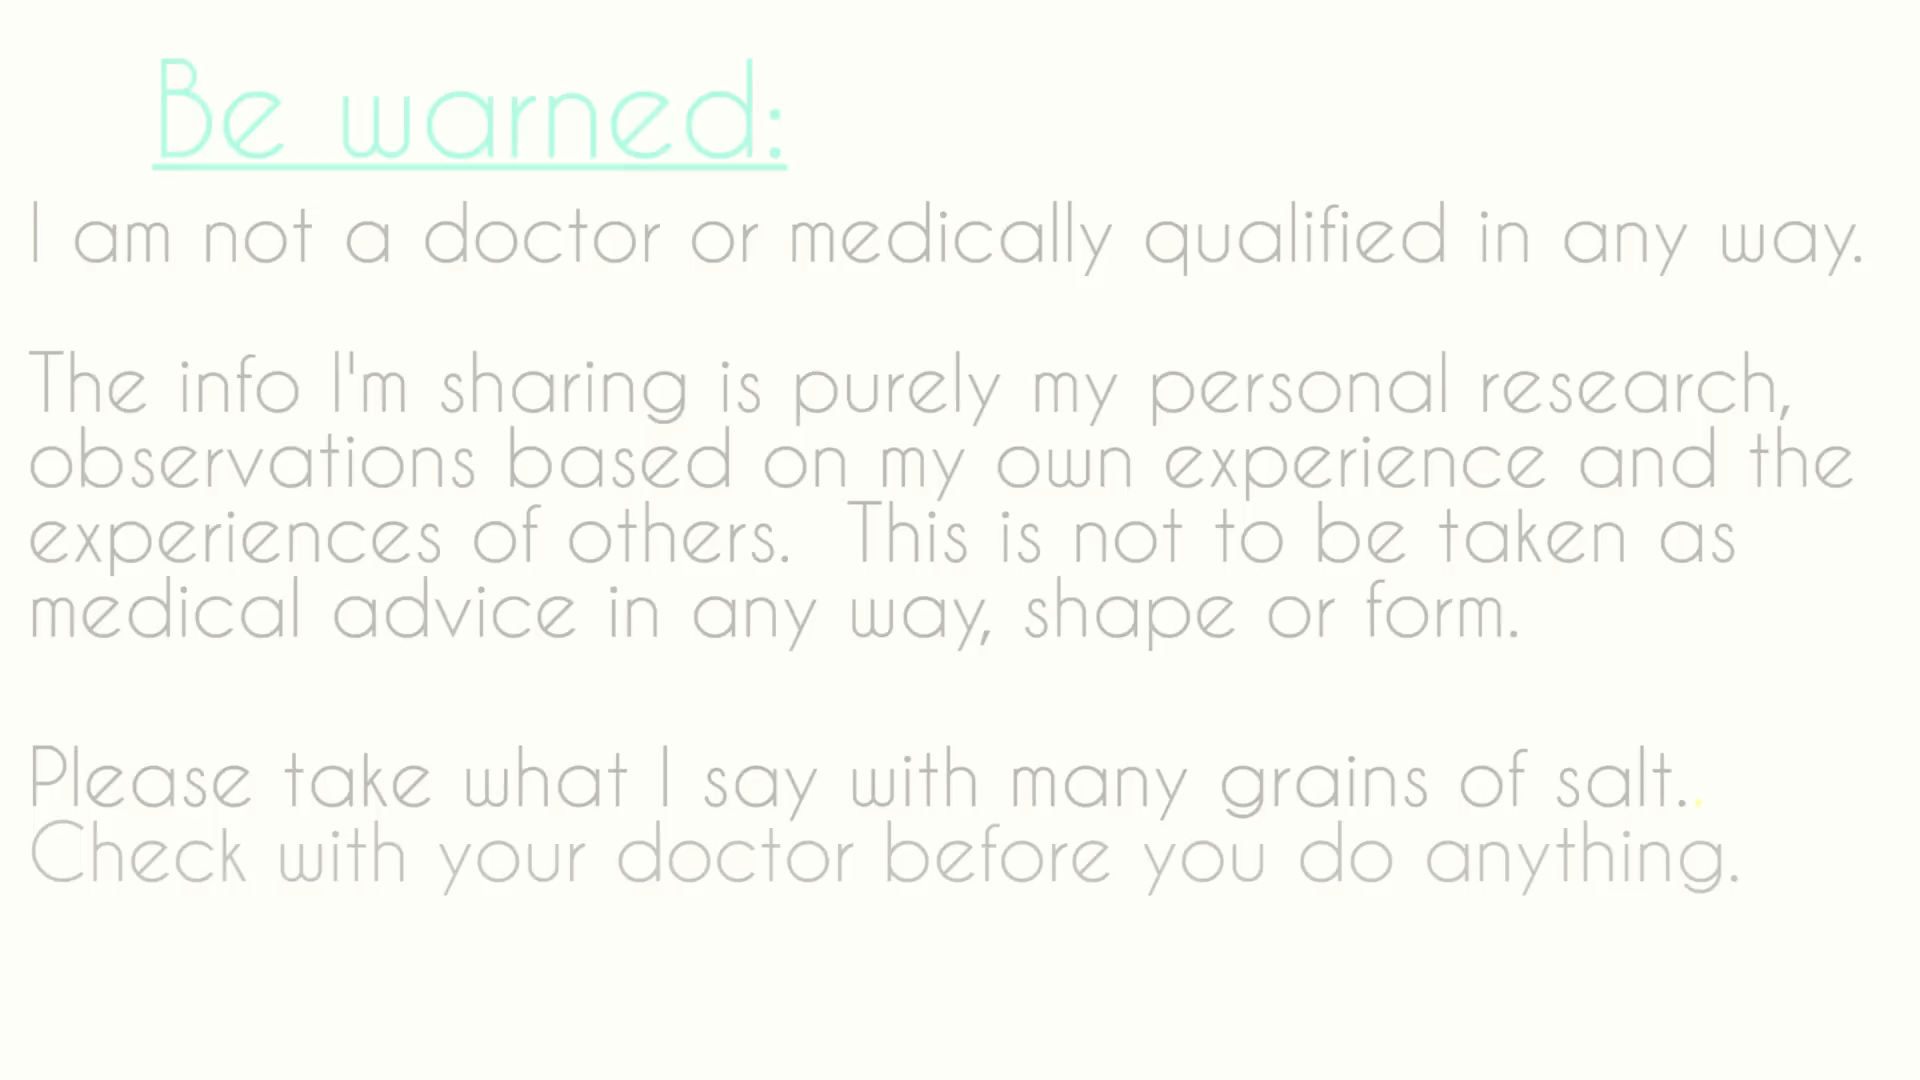 Be warned:
I am not a doctor or medically qualified in any way.
The info I'm sharing is purely my personal research,
observations based on my own experience and the
experiences of others.  This is not to be taken as
medical advice in any way, shape or form.
Please take what I say with many grains of salt..
Check with your doctor before you do anything.